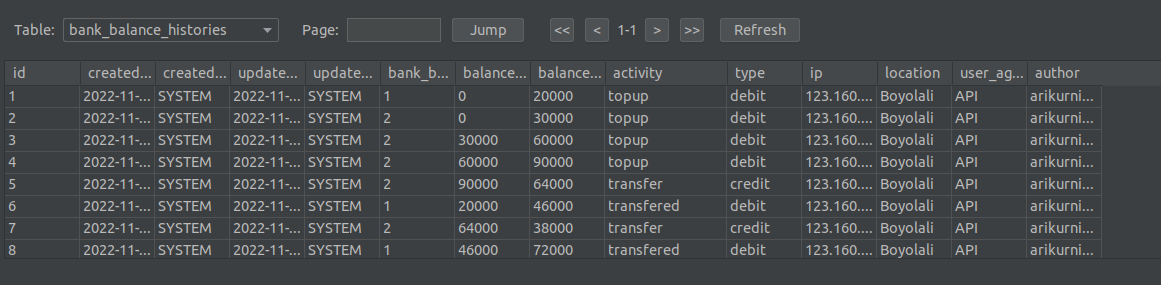 Table: bank_balance_histories Page: Jump << < 1-1 > >> Refresh
id created... created... update... update... bank_b... balance... balance... activity type ip location user_ag... author
1 2022-11-... SYSTEM 2022-11-... SYSTEM 1 0 20000 topup debit 123.160.... Boyolali API arikurni...
2 2022-11-... SYSTEM 2022-11-... SYSTEM 2 0 30000 topup debit 123.160.... Boyolali API arikurni...
3 2022-11-... SYSTEM 2022-11-... SYSTEM 2 30000 60000 topup debit 123.160.... Boyolali API arikurni...
4 2022-11-... SYSTEM 2022-11-... SYSTEM 2 60000 90000 topup debit 123.160.... Boyolali API arikurni...
5 2022-11-... SYSTEM 2022-11-... SYSTEM 2 90000 64000 transfer credit 123.160.... Boyolali API arikurni...
6 2022-11-... SYSTEM 2022-11-... SYSTEM 1 20000 46000 transfered debit 123.160.... Boyolali API arikurni...
7 2022-11-... SYSTEM 2022-11-... SYSTEM 2 64000 38000 transfer credit 123.160.... Boyolali API arikurni...
8 2022-11-... SYSTEM 2022-11-... SYSTEM 1 46000 72000 transfered debit 123.160.... Boyolali API arikurni...